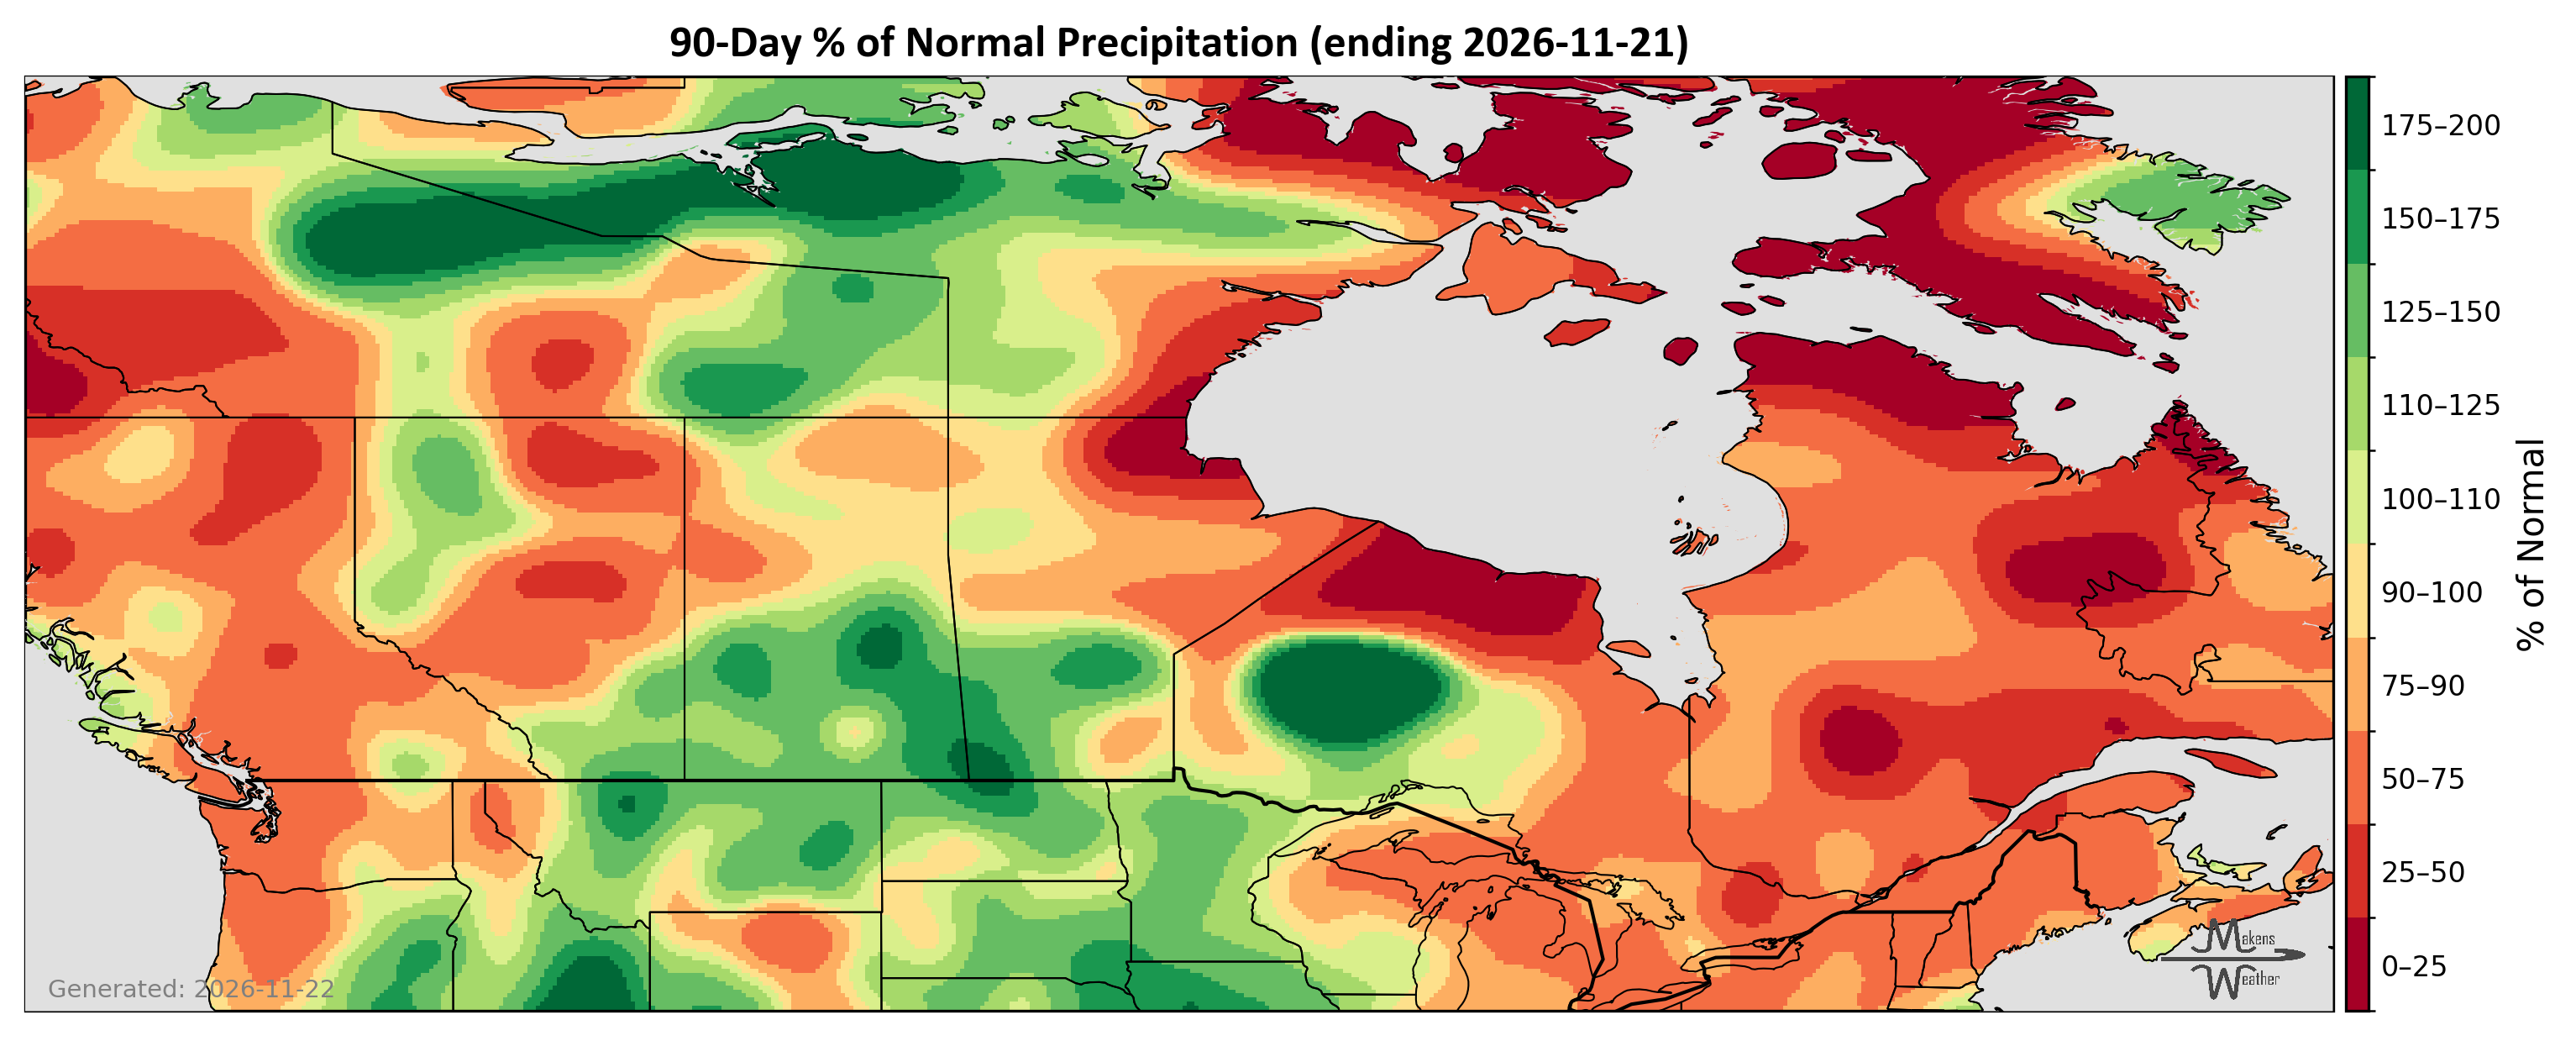 90-Day % of Normal Precipitation (ending 2026-11-21)
175–200
150–175
125–150
110–125
100–110
90–100
75–90
50–75
25–50
0–25
% of Normal
Generated: 2026-11-22
Makens
Weather